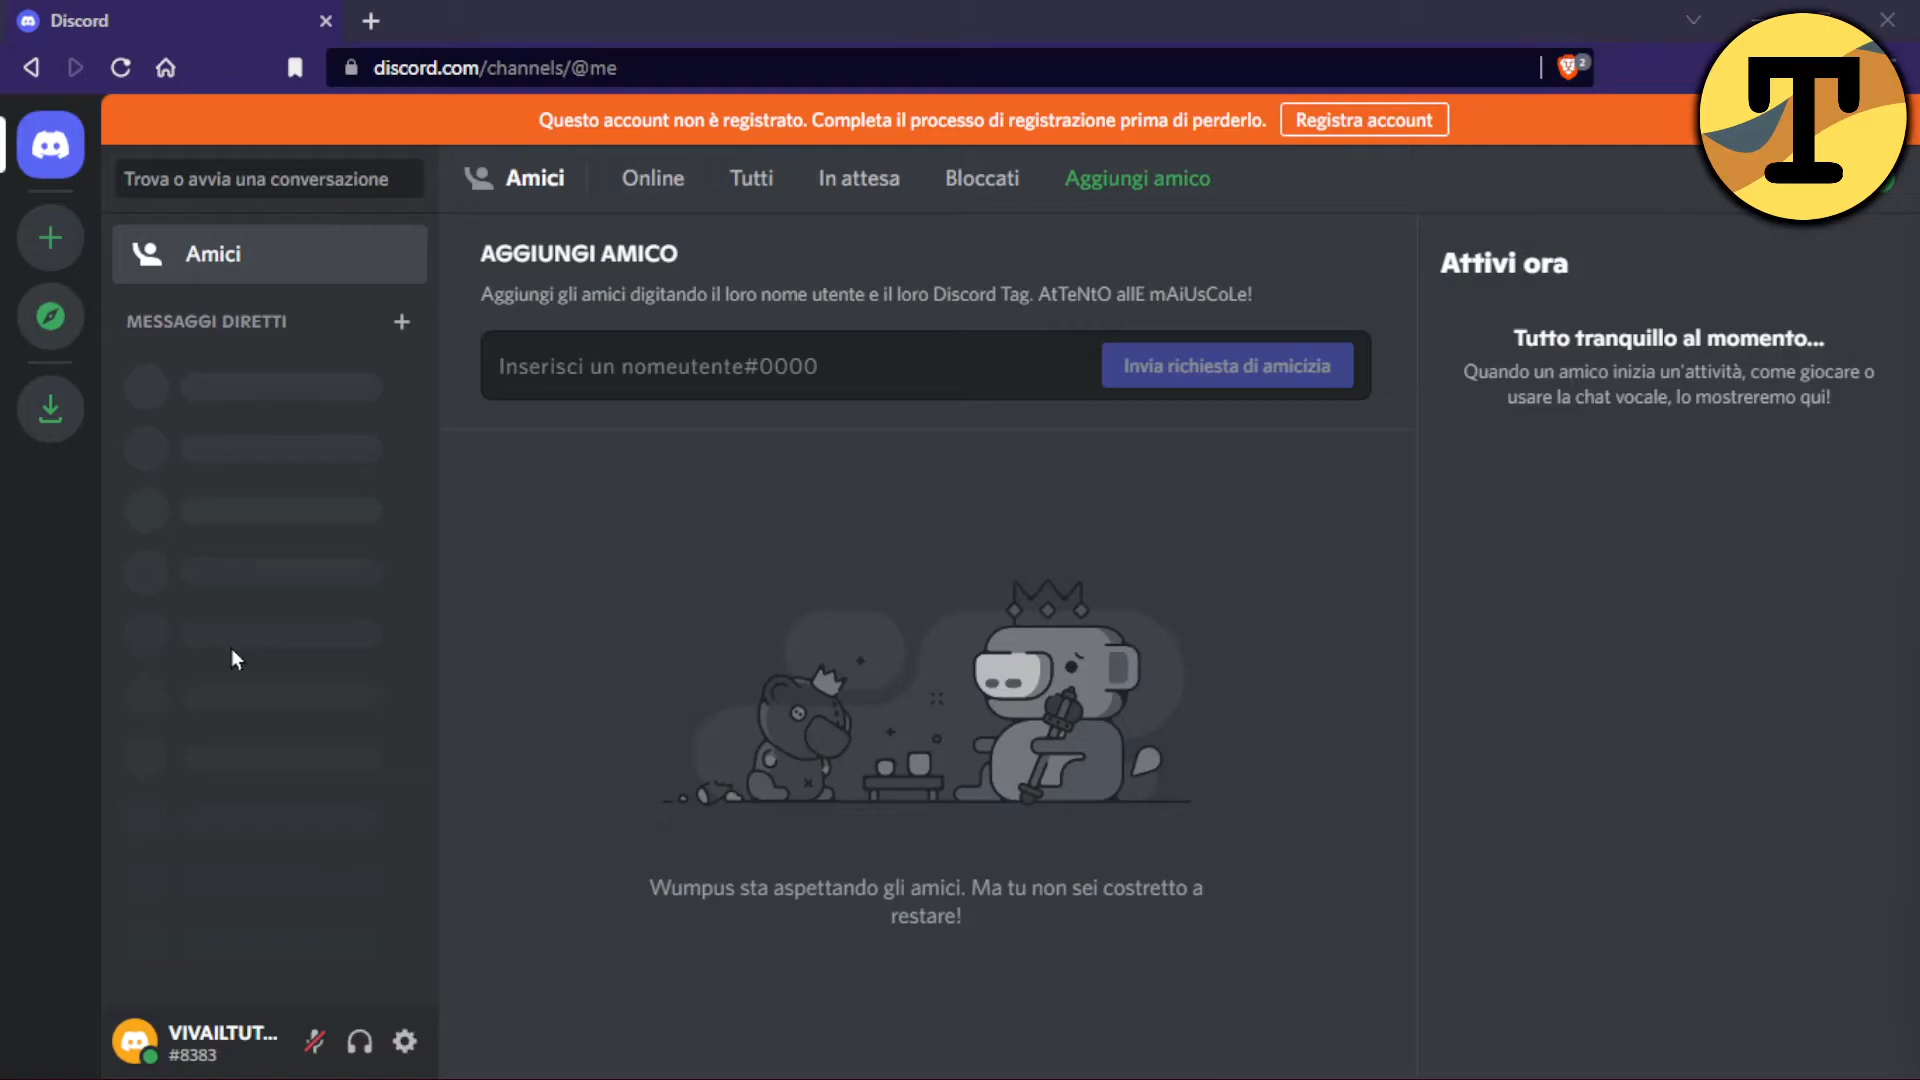 Discord
discord.com/channels/@me
2
Questo account non è registrato. Completa il processo di registrazione prima di perderlo.
Registra account
T
Trova o avvia una conversazione
Amici
Online
Tutti
In attesa
Bloccati
Aggiungi amico
Amici
MESSAGGI DIRETTI
AGGIUNGI AMICO
Aggiungi gli amici digitando il loro nome utente e il loro Discord Tag. AtTeNtO allE mAiUsCoLe!
Inserisci un nomeutente#0000
Invia richiesta di amicizia
Wumpus sta aspettando gli amici. Ma tu non sei costretto a
restare!
Attivi ora
Tutto tranquillo al momento...
Quando un amico inizia un'attività, come giocare o
usare la chat vocale, lo mostreremo qui!
VIVAILTUT...
#8383